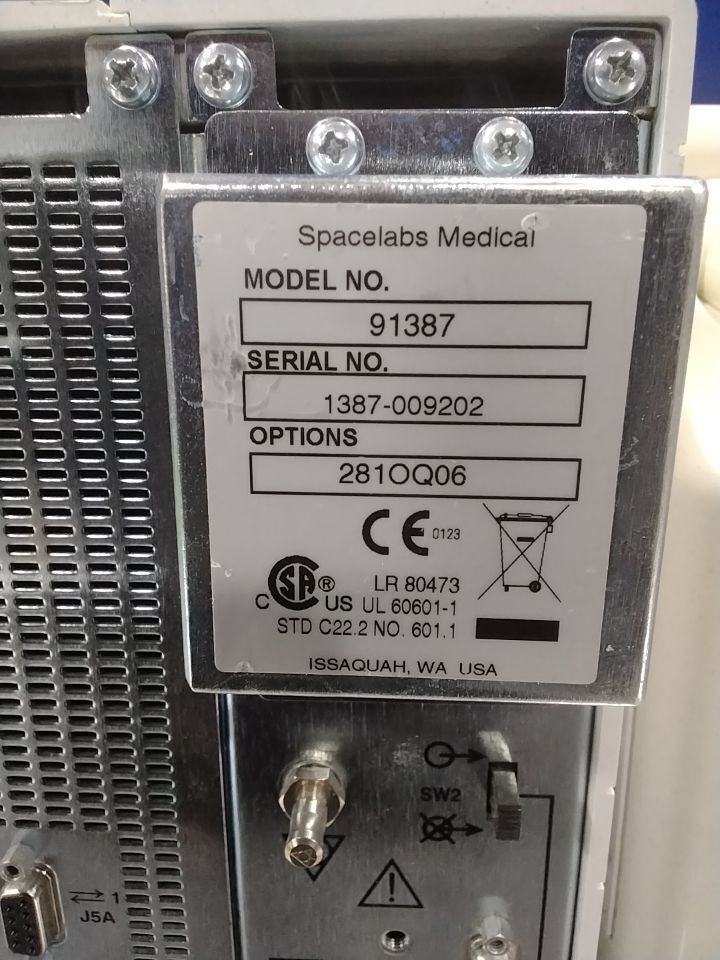 Spacelabs Medical
MODEL NO.
91387
SERIAL NO.
1387-009202
OPTIONS
281OQ06
CE 0123
CSA ®
C US
LR 80473
UL 60601-1
STD C22.2 NO. 601.1
ISSAQUAH, WA USA
SW2
1
J5A